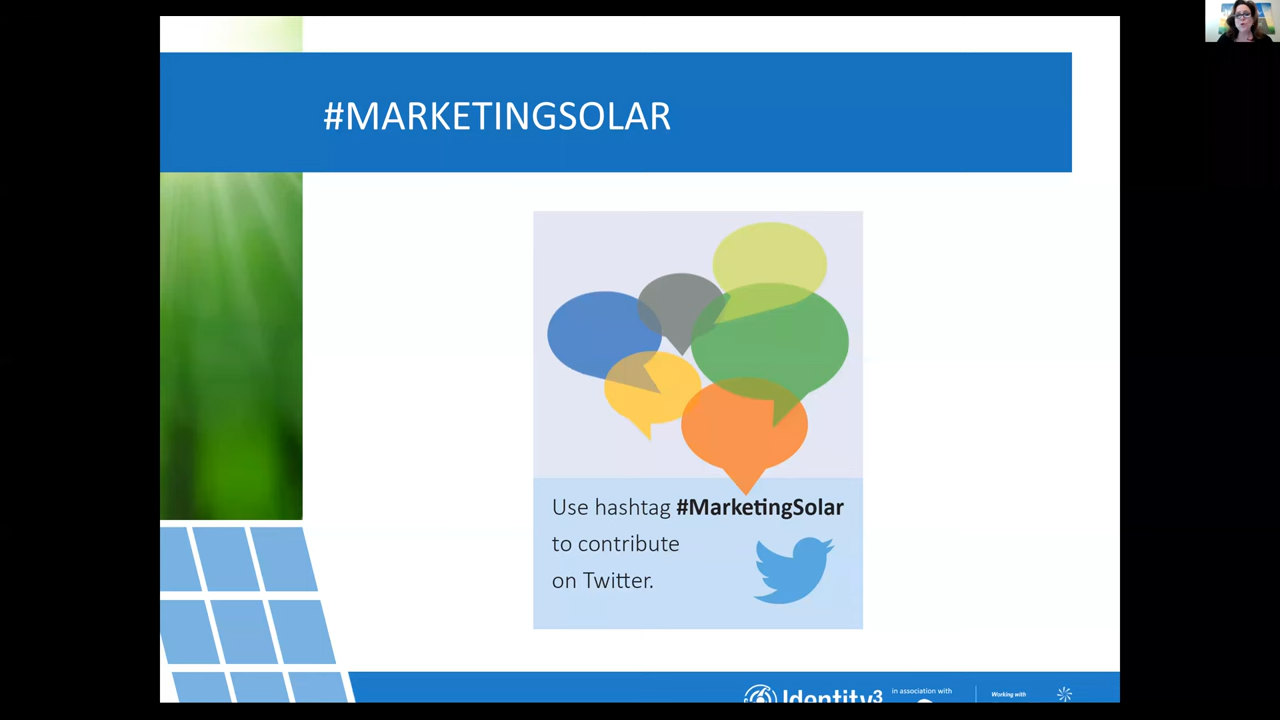 #MARKETINGSOLAR
Use hashtag #MarketingSolar
to contribute
on Twitter.
Identity3
in association with
Working with